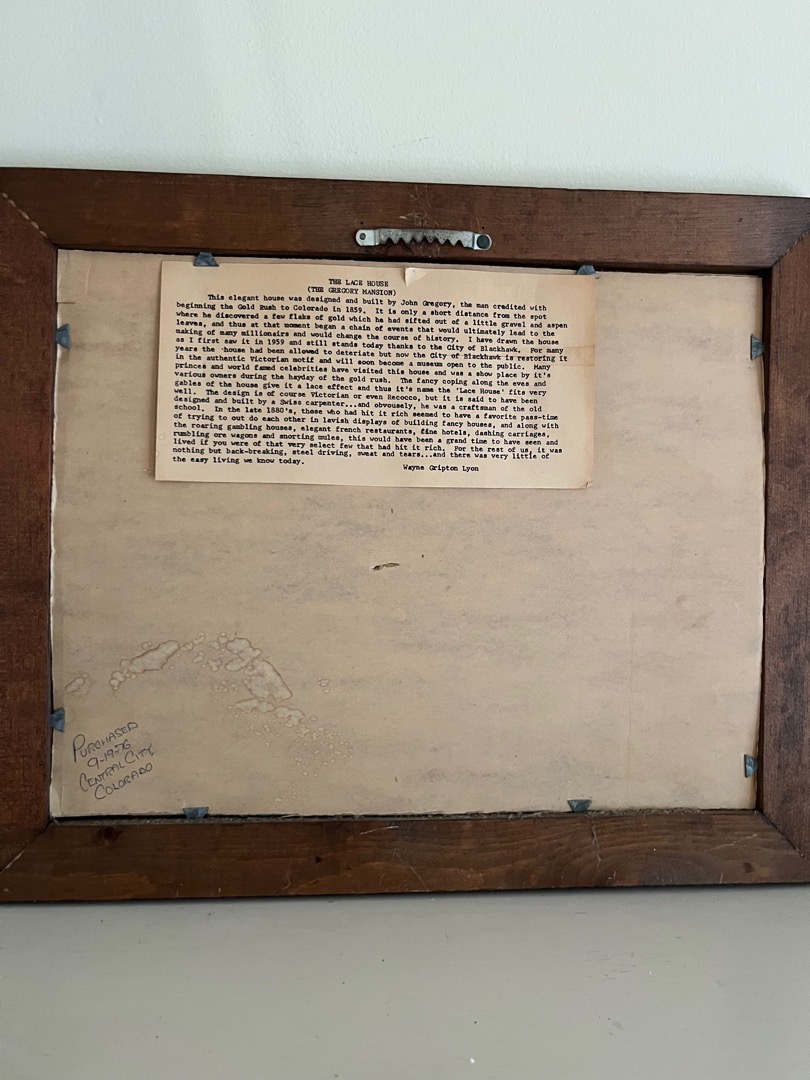 THE LACE HOUSE
(THE GREGORY MANSION)
This elegant house was designed and built by John Gregory, the man credited with
beginning the Gold Rush to Colorado in 1859. It is only a short distance from the spot
where he discovered a few flaks of gold which he had sifted out of a little gravel and aspen
leaves, and thus at that moment began a chain of events that would ultimately lead to the
making of many millionairs and would change the course of history. I have drawn the house
as I first saw it in 1959 and still stands today thanks to the City of Blackhawk. For many
years the house had been allowed to deteriate but now the City of Blackhawk is restoring it
in the authentic Victorian motif and will soon become a museum open to the public. Many
princes and world famed celebrities have visited this house and was a show place by it's
various owners during the hayday of the gold rush. The fancy coping along the eves and
gables of the house give it a lace effect and thus it's name the 'Lace House' fits very
well. The design is of course Victorian or even Recocco, but it is said to have been
designed and built by a Swiss carpenter...and obvousely, he was a craftsman of the old
school. In the late 1880's, those who had hit it rich seemed to have a favorite pass-time
of trying to out do each other in lavish displays of building fancy houses, and along with
the roaring gambling houses, elegant french restaurants, fine hotels, dashing carriages,
rumbling ore wagons and snorting mules, this would have been a grand time to have seen and
lived if you were of that very select few that had hit it rich. For the rest of us, it was
nothing but back-breaking, steel driving, sweat and tears...and there was very little of
the easy living we know today.
Wayne Gripton Lyon
PURCHASED
9-19-76
CENTRAL CITY
COLORADO